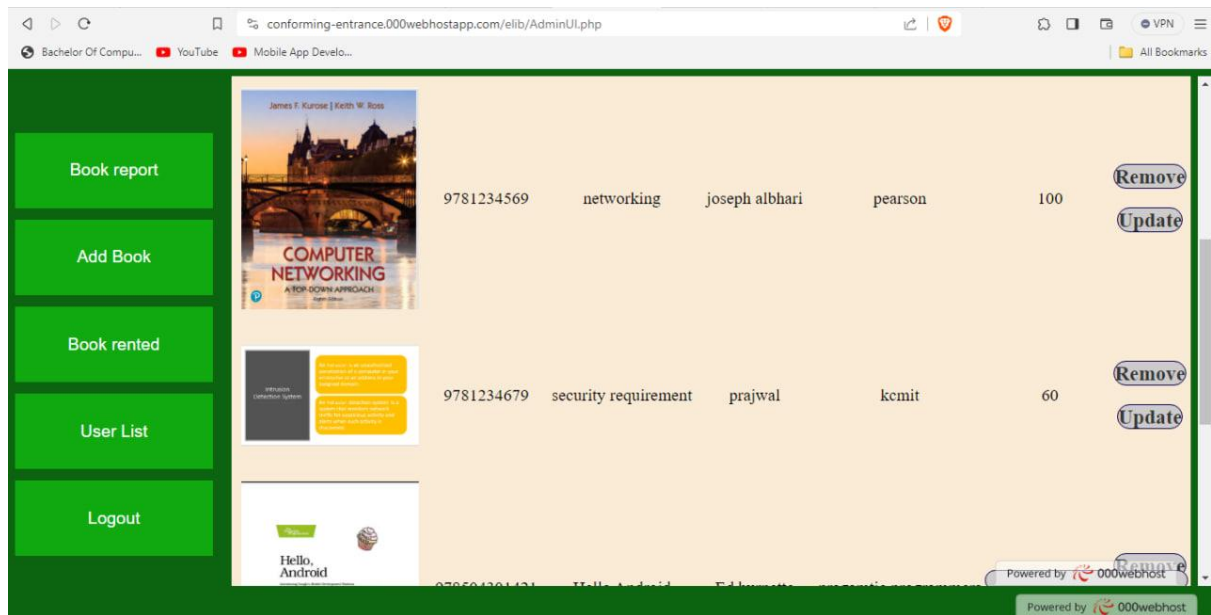 conforming-entrance.000webhostapp.com/elib/AdminUI.php
VPN
Bachelor Of Compu...
YouTube
Mobile App Develo...
All Bookmarks
Book report
Add Book
Book rented
User List
Logout
James F. Kurose | Keith W. Ross
COMPUTER
NETWORKING
A TOP-DOWN APPROACH
9781234569 networking joseph albhari pearson 100
Remove
Update
Intrusion
Detection System
9781234679 security requirement prajwal kcmit 60
Remove
Update
Hello,
Android
Hello Android
Remove
Powered by 000webhost
Powered by 000webhost